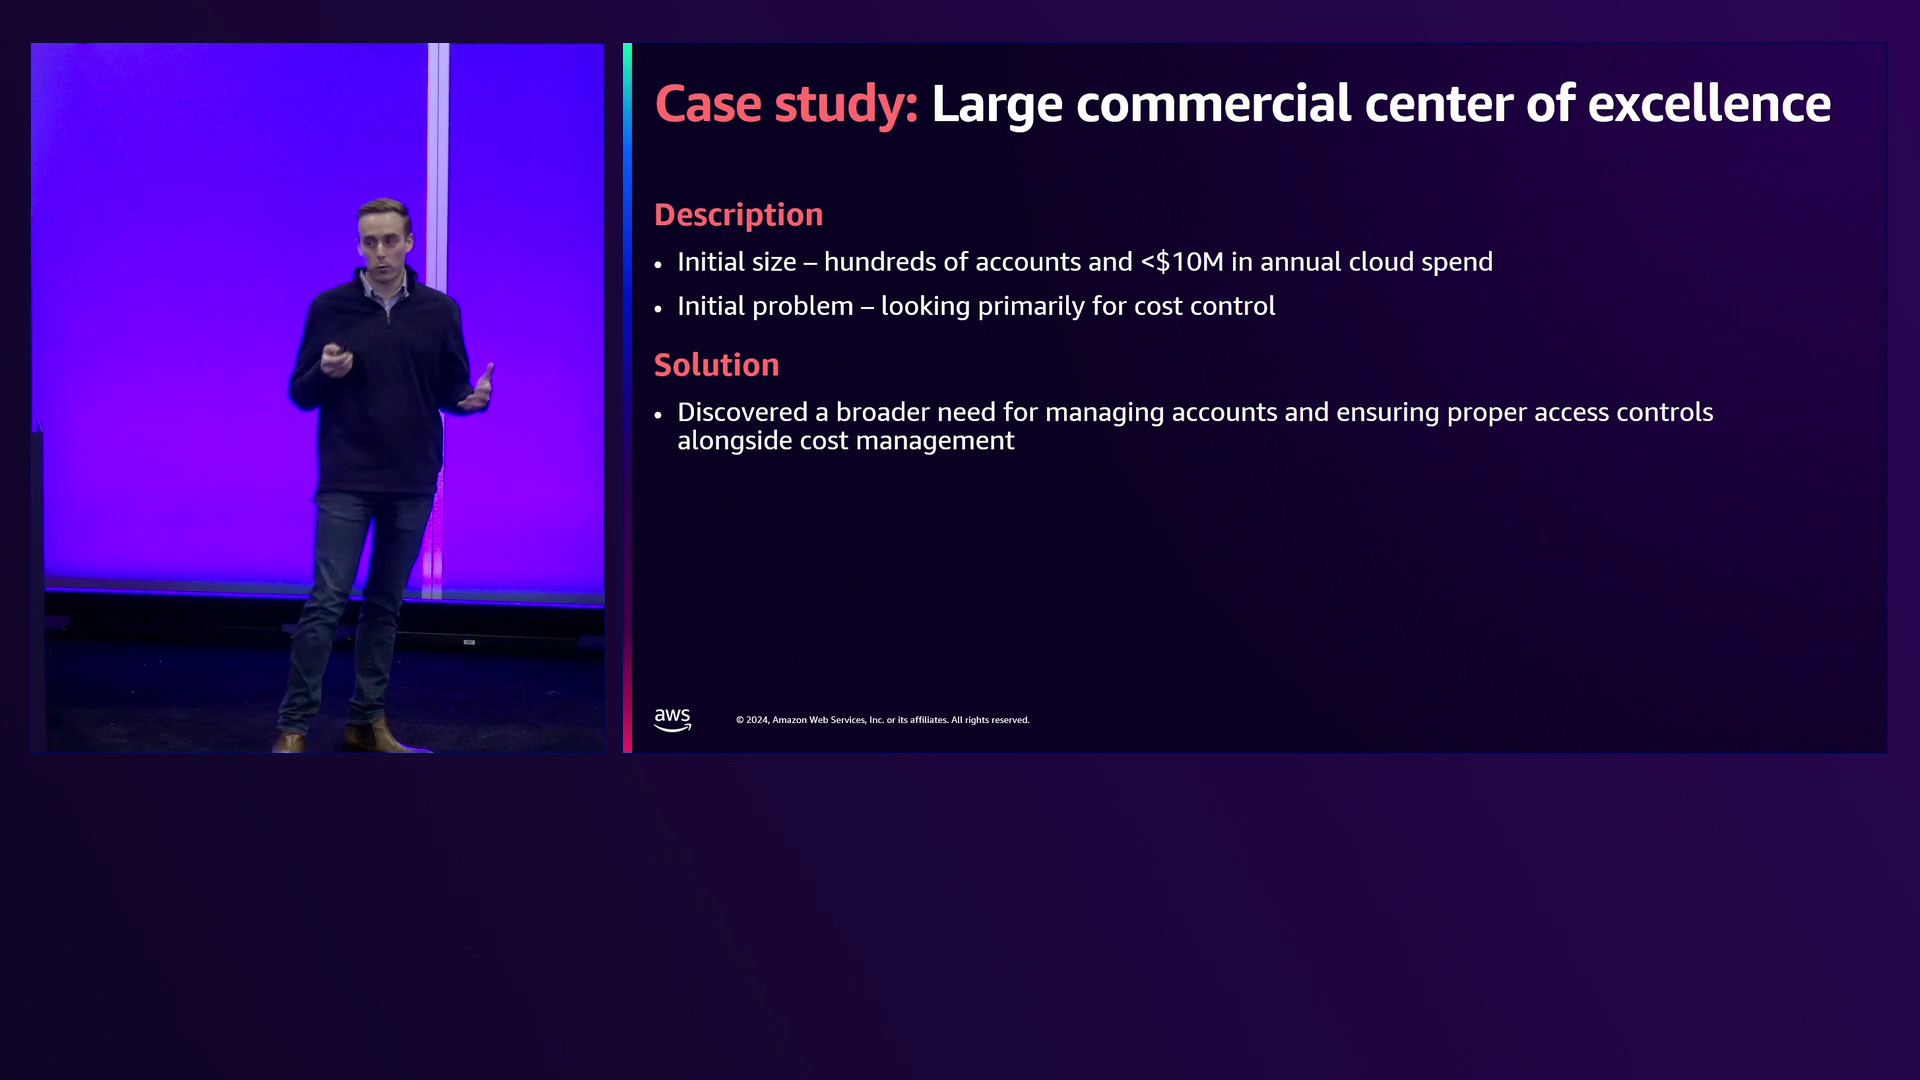 Case study: Large commercial center of excellence
Description
• Initial size – hundreds of accounts and <$10M in annual cloud spend
• Initial problem – looking primarily for cost control
Solution
• Discovered a broader need for managing accounts and ensuring proper access controls
alongside cost management
aws
© 2024, Amazon Web Services, Inc. or its affiliates. All rights reserved.